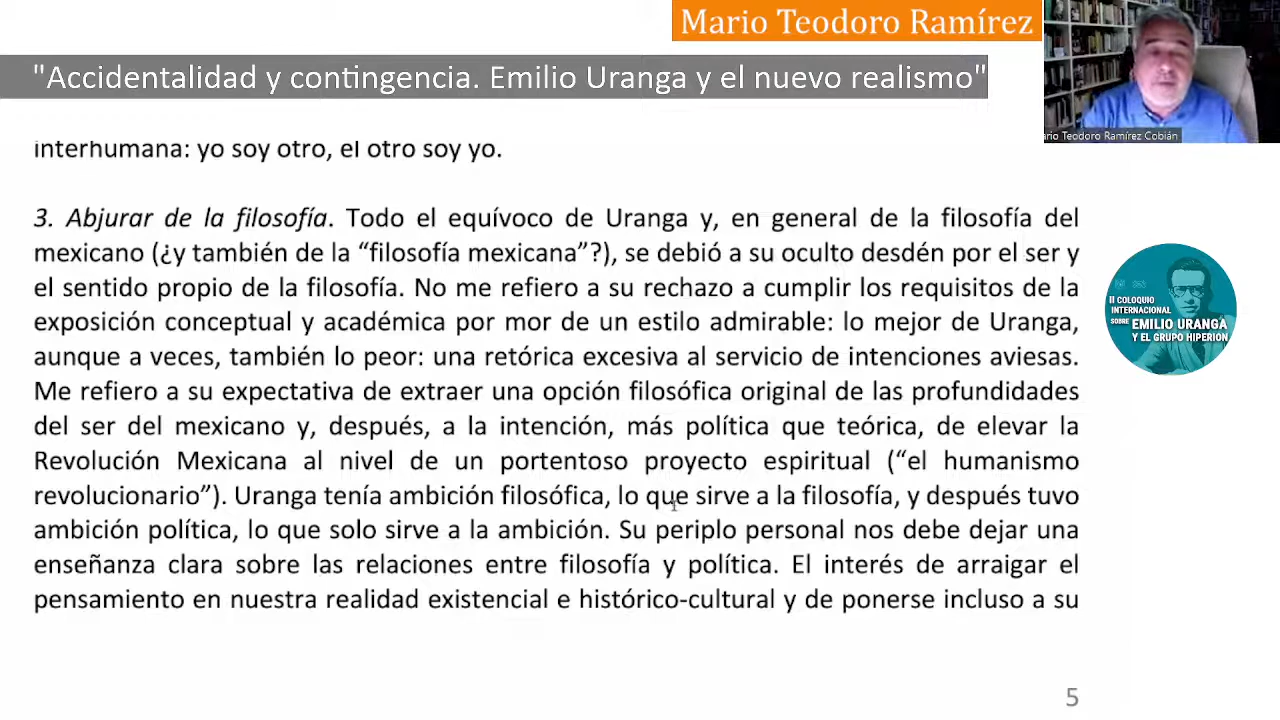 Mario Teodoro Ramírez
"Accidentalidad y contingencia. Emilio Uranga y el nuevo realismo"
ario Teodoro Ramírez Cobián
interhumana: yo soy otro, el otro soy yo.
3. Abjurar de la filosofía. Todo el equívoco de Uranga y, en general de la filosofía del
mexicano (¿y también de la “filosofía mexicana”?), se debió a su oculto desdén por el ser y
el sentido propio de la filosofía. No me refiero a su rechazo a cumplir los requisitos de la
exposición conceptual y académica por mor de un estilo admirable: lo mejor de Uranga,
aunque a veces, también lo peor: una retórica excesiva al servicio de intenciones aviesas.
Me refiero a su expectativa de extraer una opción filosófica original de las profundidades
del ser del mexicano y, después, a la intención, más política que teórica, de elevar la
Revolución Mexicana al nivel de un portentoso proyecto espiritual (“el humanismo
revolucionario”). Uranga tenía ambición filosófica, lo que sirve a la filosofía, y después tuvo
ambición política, lo que solo sirve a la ambición. Su periplo personal nos debe dejar una
enseñanza clara sobre las relaciones entre filosofía y política. El interés de arraigar el
pensamiento en nuestra realidad existencial e histórico-cultural y de ponerse incluso a su
II COLOQUIO
INTERNACIONAL
SOBRE EMILIO URANGA
Y EL GRUPO HIPERIÓN
5